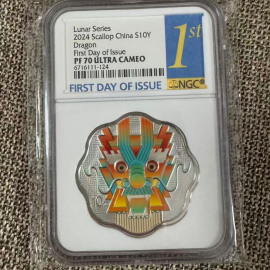 Lunar Series
2024 Scallop China S10Y
Dragon
First Day of Issue
PF 70 ULTRA CAMEO
6716111-124
1st
FIRST DAY OF ISSUE
NGC